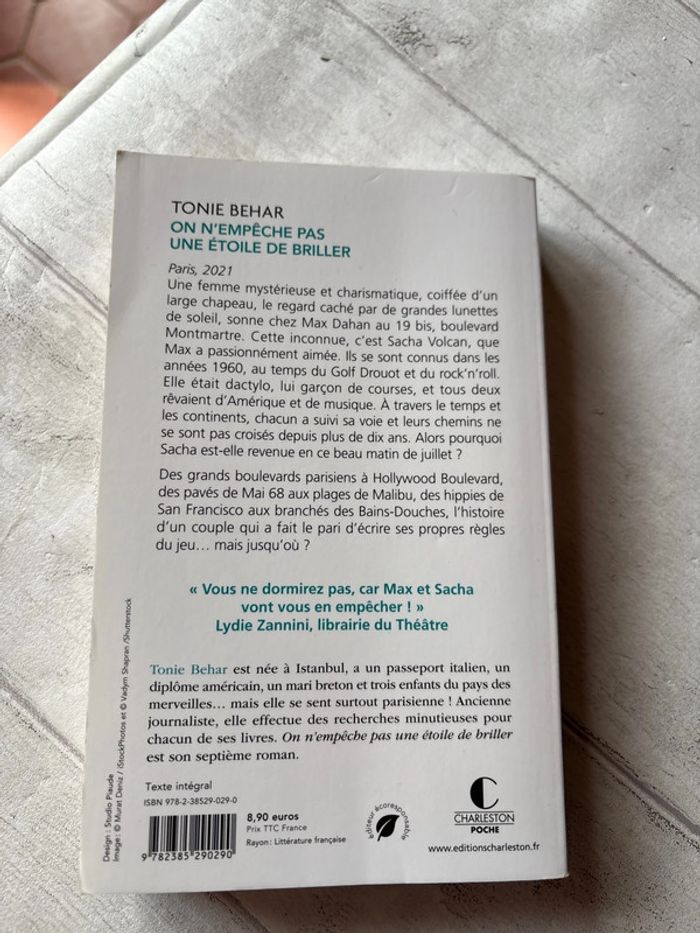 TONIE BEHAR
ON N'EMPÊCHE PAS
UNE ÉTOILE DE BRILLER
Paris, 2021
Une femme mystérieuse et charismatique, coiffée d'un
large chapeau, le regard caché par de grandes lunettes
de soleil, sonne chez Max Dahan au 19 bis, boulevard
Montmartre. Cette inconnue, c'est Sacha Volcan, que
Max a passionnément aimée. Ils se sont connus dans les
années 1960, au temps du Golf Drouot et du rock'n'roll.
Elle était dactylo, lui garçon de courses, et tous deux
rêvaient d'Amérique et de musique. À travers le temps et
les continents, chacun a suivi sa voie et leurs chemins ne
se sont pas croisés depuis plus de dix ans. Alors pourquoi
Sacha est-elle revenue en ce beau matin de juillet ?
Des grands boulevards parisiens à Hollywood Boulevard,
des pavés de Mai 68 aux plages de Malibu, des hippies de
San Francisco aux branchés des Bains-Douches, l'histoire
d'un couple qui a fait le pari d'écrire ses propres règles
du jeu… mais jusqu'où ?
« Vous ne dormirez pas, car Max et Sacha
vont vous en empêcher ! »
Lydie Zannini, librairie du Théâtre
Tonie Behar est née à Istanbul, a un passeport italien, un
diplôme américain, un mari breton et trois enfants du pays des
merveilles… mais elle se sent surtout parisienne ! Ancienne
journaliste, elle effectue des recherches minutieuses pour
chacun de ses livres. On n'empêche pas une étoile de briller
est son septième roman.
Design : Studio Piaude
Image : © Murat Deniz / iStockPhotos et © Vadym Shapran /Shutterstock
Texte intégral
ISBN 978-2-38529-029-0
9 782385 290290
8,90 euros
Prix TTC France
Rayon : Littérature française
éditeur écoresponsable
C
CHARLESTON
POCHE
www.editionscharleston.fr